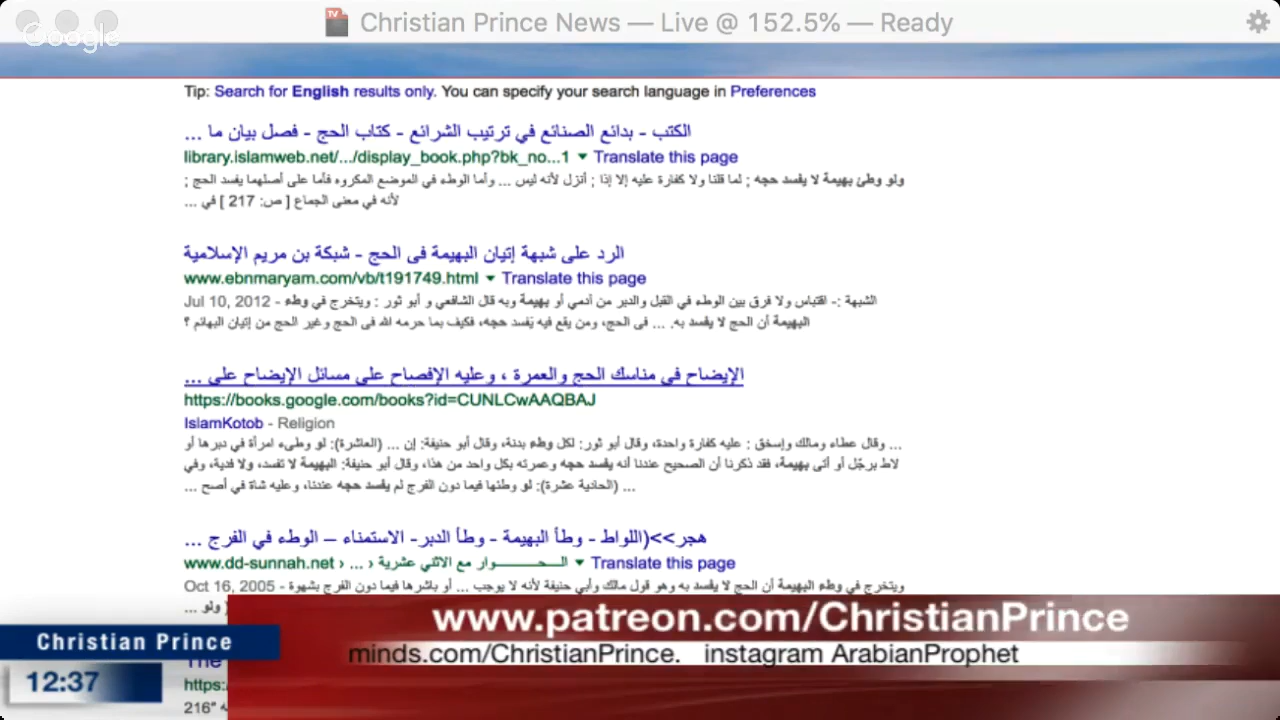 Google
TV
Christian Prince News — Live @ 152.5% — Ready
Tip: Search for English results only. You can specify your search language in Preferences
الكتب - بدائع الصنائع في ترتيب الشرائع - كتاب الحج - فصل بيان ما ...
library.islamweb.net/.../display_book.php?bk_no...1 ▼ Translate this page
ولو وطئ بهيمة لا يفسد حجه ; لما قلنا ولا كفارة عليه إلا إذا ; أنزل لأنه ليس ... وأما الوطء في الموضع المكروه فأما على أصلهما يفسد الحج ;
لأنه في معنى الجماع [ ص: 217 ] في ...
الرد على شبهة إتيان البهيمة فى الحج - شبكة بن مريم الإسلامية
www.ebnmaryam.com/vb/t191749.html ▼ Translate this page
Jul 10, 2012 - الشبهة :- اقتباس ولا فرق بين الوطء في القبل والدبر من آدمي أو بهيمة وبه قال الشافعي و أبو ثور : ويتخرج في وطء
البهيمة أن الحج لا يفسد به. ... فى الحج، ومن يقع فيه يَفسد حجه، فكيف بما حرمه الله فى الحج وغير الحج من إتيان البهائم ؟
الإيضاح في مناسك الحج والعمرة ، وعليه الإفصاح على مسائل الإيضاح على ...
https://books.google.com/books?id=CUNLCwAAQBAJ
IslamKotob - Religion
... وقال عطاء ومالك وإسحق : عليه كفارة واحدة، وقال أبو ثور: لكل وطء بدنة، وقال أبو حنيفة: إن ... (العاشرة): لو وطىء امرأة في دبرها أو
لاط برجّل أو أتى بهيمة، فقد ذكرنا أن الصحيح عندنا أنه يفسد حجه وعمرته بكل واحد من هذا، وقال أبو حنيفة: البهيمة لا تفسد، ولا فدية، وفي
... (الحادية عشرة): لو وطئها فيما دون الفرج لم يفسد حجه عندنا، وعليه شاة في أصح ...
هجر>>(اللواط - وطأ البهيمة - وطأ الدبر- الاستمناء – الوطء في الفرج ...
www.dd-sunnah.net › ... › الـــحـــــــوار مع الاثني عشرية ▼ Translate this page
Oct 16, 2005 - ويتخرج في وطء البهيمة أن الحج لا يفسد به وهو قول مالك وأبي حنيفة لأنه لا يوجب ... أو باشرها فيما دون الفرج بشهوة
ولو ...
www.patreon.com/ChristianPrince
Christian Prince
minds.com/ChristianPrince. instagram ArabianProphet
The
12:37
https:
216"